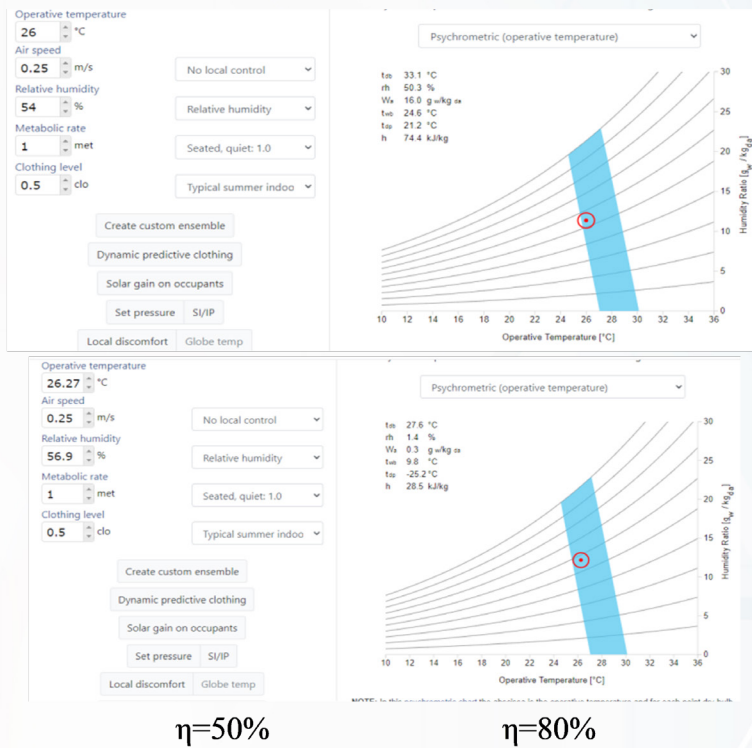 Operative temperature
26 °C
Air speed
0.25 m/s No local control
Relative humidity
54 % Relative humidity
Metabolic rate
1 met Seated, quiet: 1.0
Clothing level
0.5 clo Typical summer indoo
Create custom ensemble
Dynamic predictive clothing
Solar gain on occupants
Set pressure SI/IP
Local discomfort Globe temp
Psychrometric (operative temperature)
tdb 33.1 °C
rh 50.3 %
Wa 16.0 g w/kg da
twb 24.6 °C
tdp 21.2 °C
h 74.4 kJ/kg
30
25
20
15
10
5
0
Humidity Ratio [gw / kgda]
10 12 14 16 18 20 22 24 26 28 30 32 34 36
Operative Temperature [°C]
Operative temperature
26.27 °C
Air speed
0.25 m/s No local control
Relative humidity
56.9 % Relative humidity
Metabolic rate
1 met Seated, quiet: 1.0
Clothing level
0.5 clo Typical summer indoo
Create custom ensemble
Dynamic predictive clothing
Solar gain on occupants
Set pressure SI/IP
Local discomfort Globe temp
Psychrometric (operative temperature)
tdb 27.6 °C
rh 1.4 %
Wa 0.3 g w/kg da
twb 9.8 °C
tdp -25.2 °C
h 28.5 kJ/kg
30
25
20
15
10
5
0
Humidity Ratio [gw / kgda]
10 12 14 16 18 20 22 24 26 28 30 32 34 36
Operative Temperature [°C]
η=50% η=80%